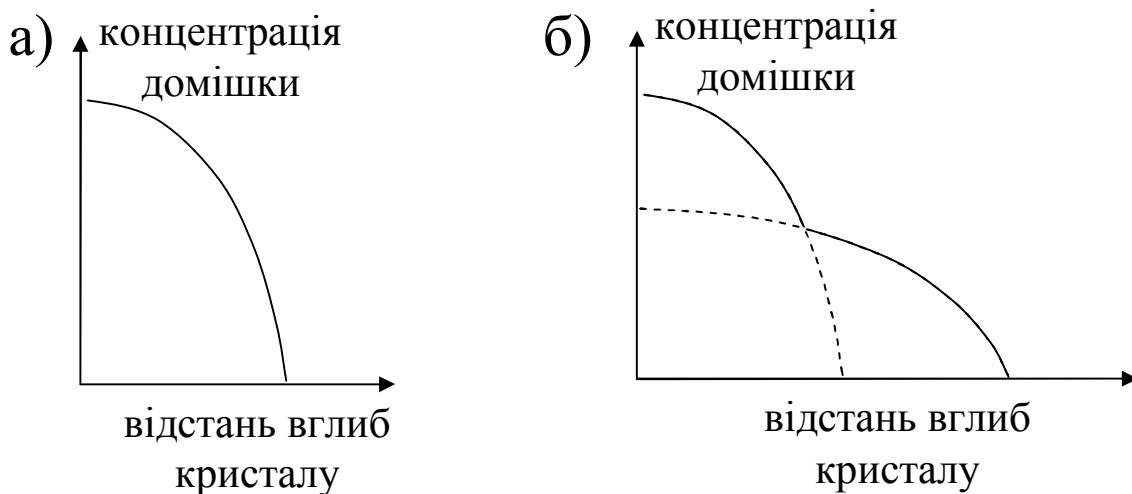 а)
концентрація
домішки
відстань вглиб
кристалу
б)
концентрація
домішки
відстань вглиб
кристалу